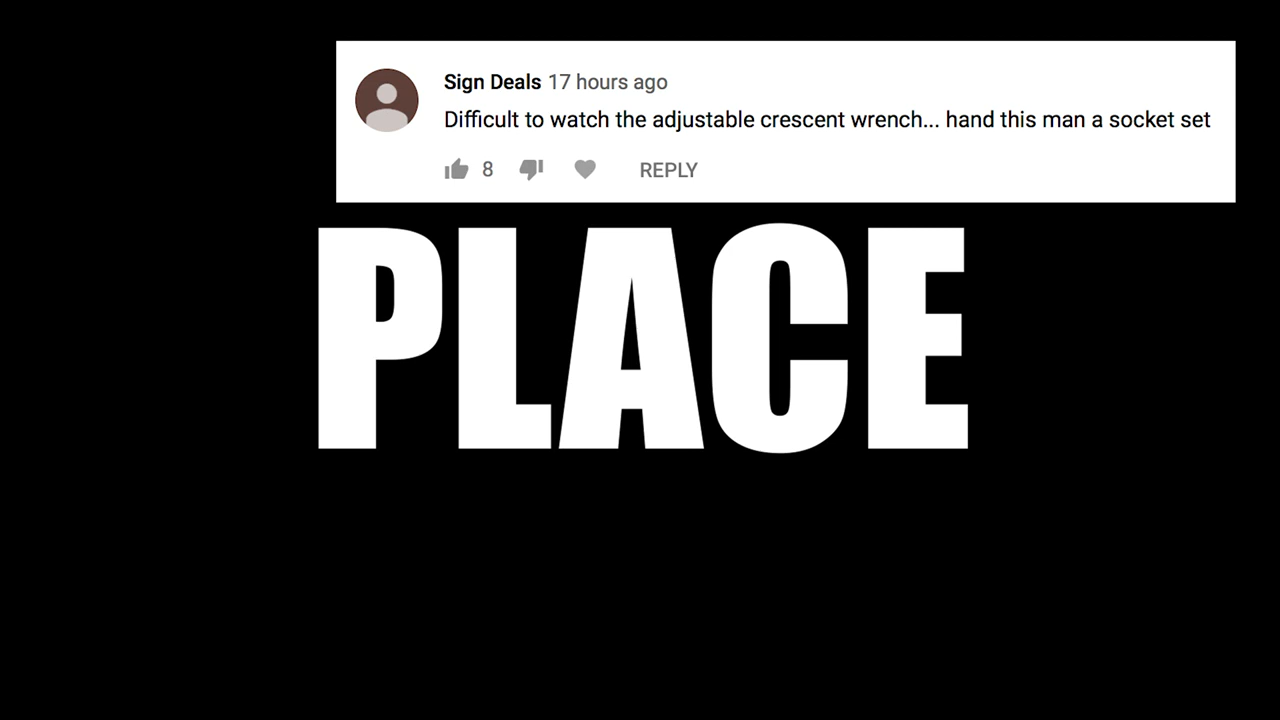 Sign Deals 17 hours ago
Difficult to watch the adjustable crescent wrench... hand this man a socket set
8 REPLY
PLACE